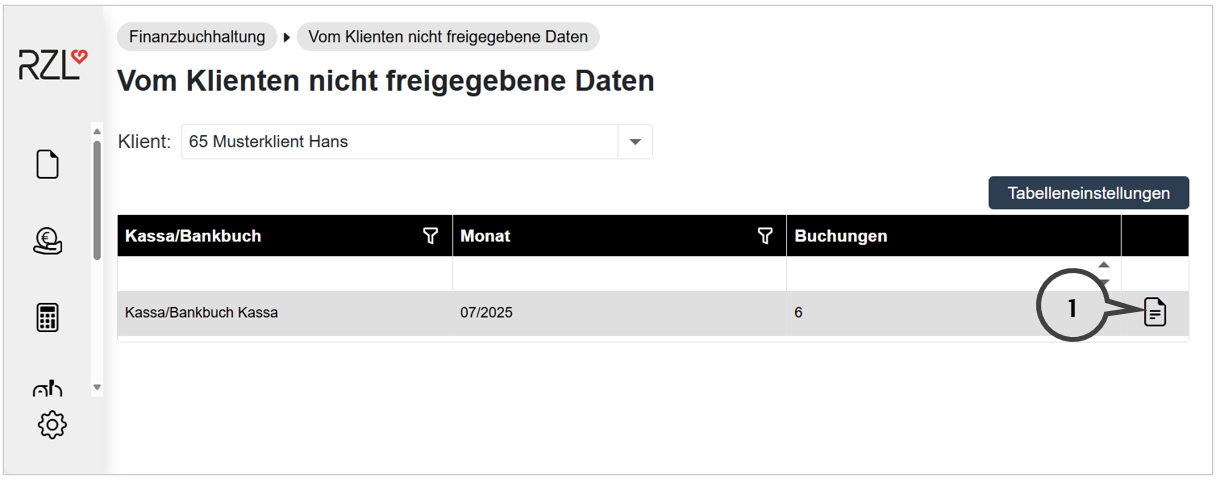 Finanzbuchhaltung Vom Klienten nicht freigegebene Daten
RZL
Vom Klienten nicht freigegebene Daten
Klient: 65 Musterklient Hans
Tabelleneinstellungen
Kassa/Bankbuch Monat Buchungen
Kassa/Bankbuch Kassa 07/2025 6 1